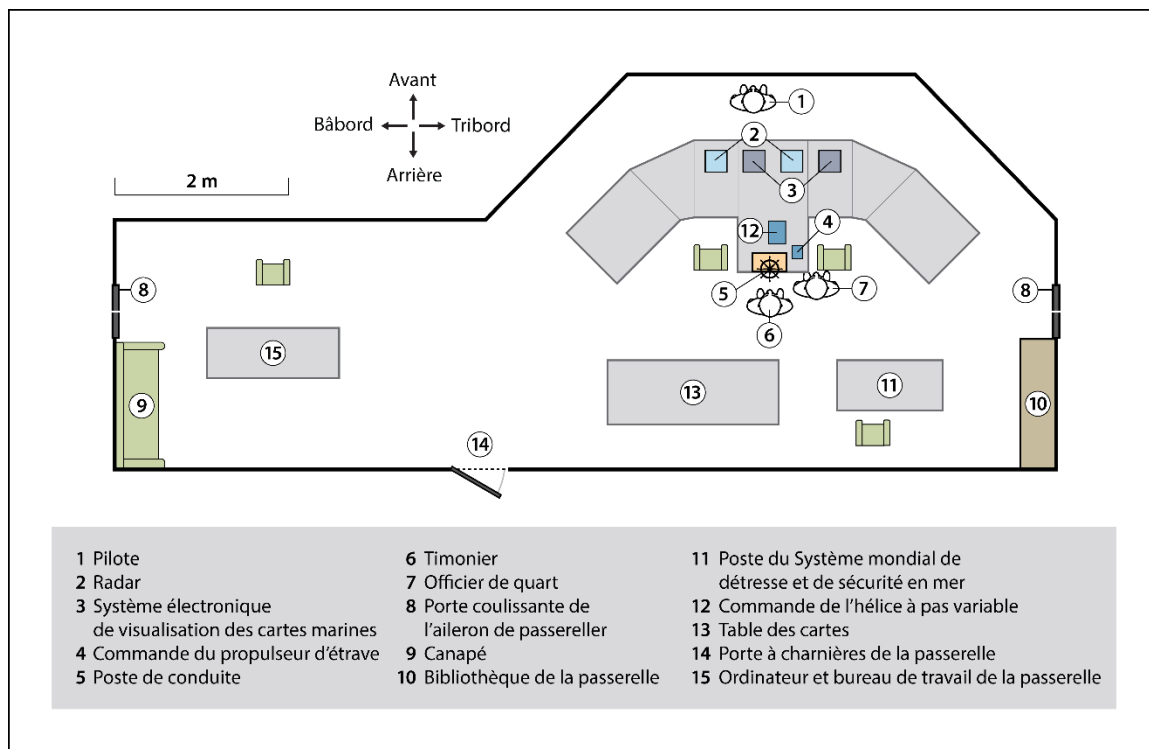 Avant
Bâbord
Tribord
Arrière
2 m
1
2
3
4
12
5
7
6
8
8
15
9
13
11
10
14
1 Pilote
2 Radar
3 Système électronique
de visualisation des cartes marines
4 Commande du propulseur d’étrave
5 Poste de conduite
6 Timonier
7 Officier de quart
8 Porte coulissante de
l’aileron de passereller
9 Canapé
10 Bibliothèque de la passerelle
11 Poste du Système mondial de
détresse et de sécurité en mer
12 Commande de l’hélice à pas variable
13 Table des cartes
14 Porte à charnières de la passerelle
15 Ordinateur et bureau de travail de la passerelle